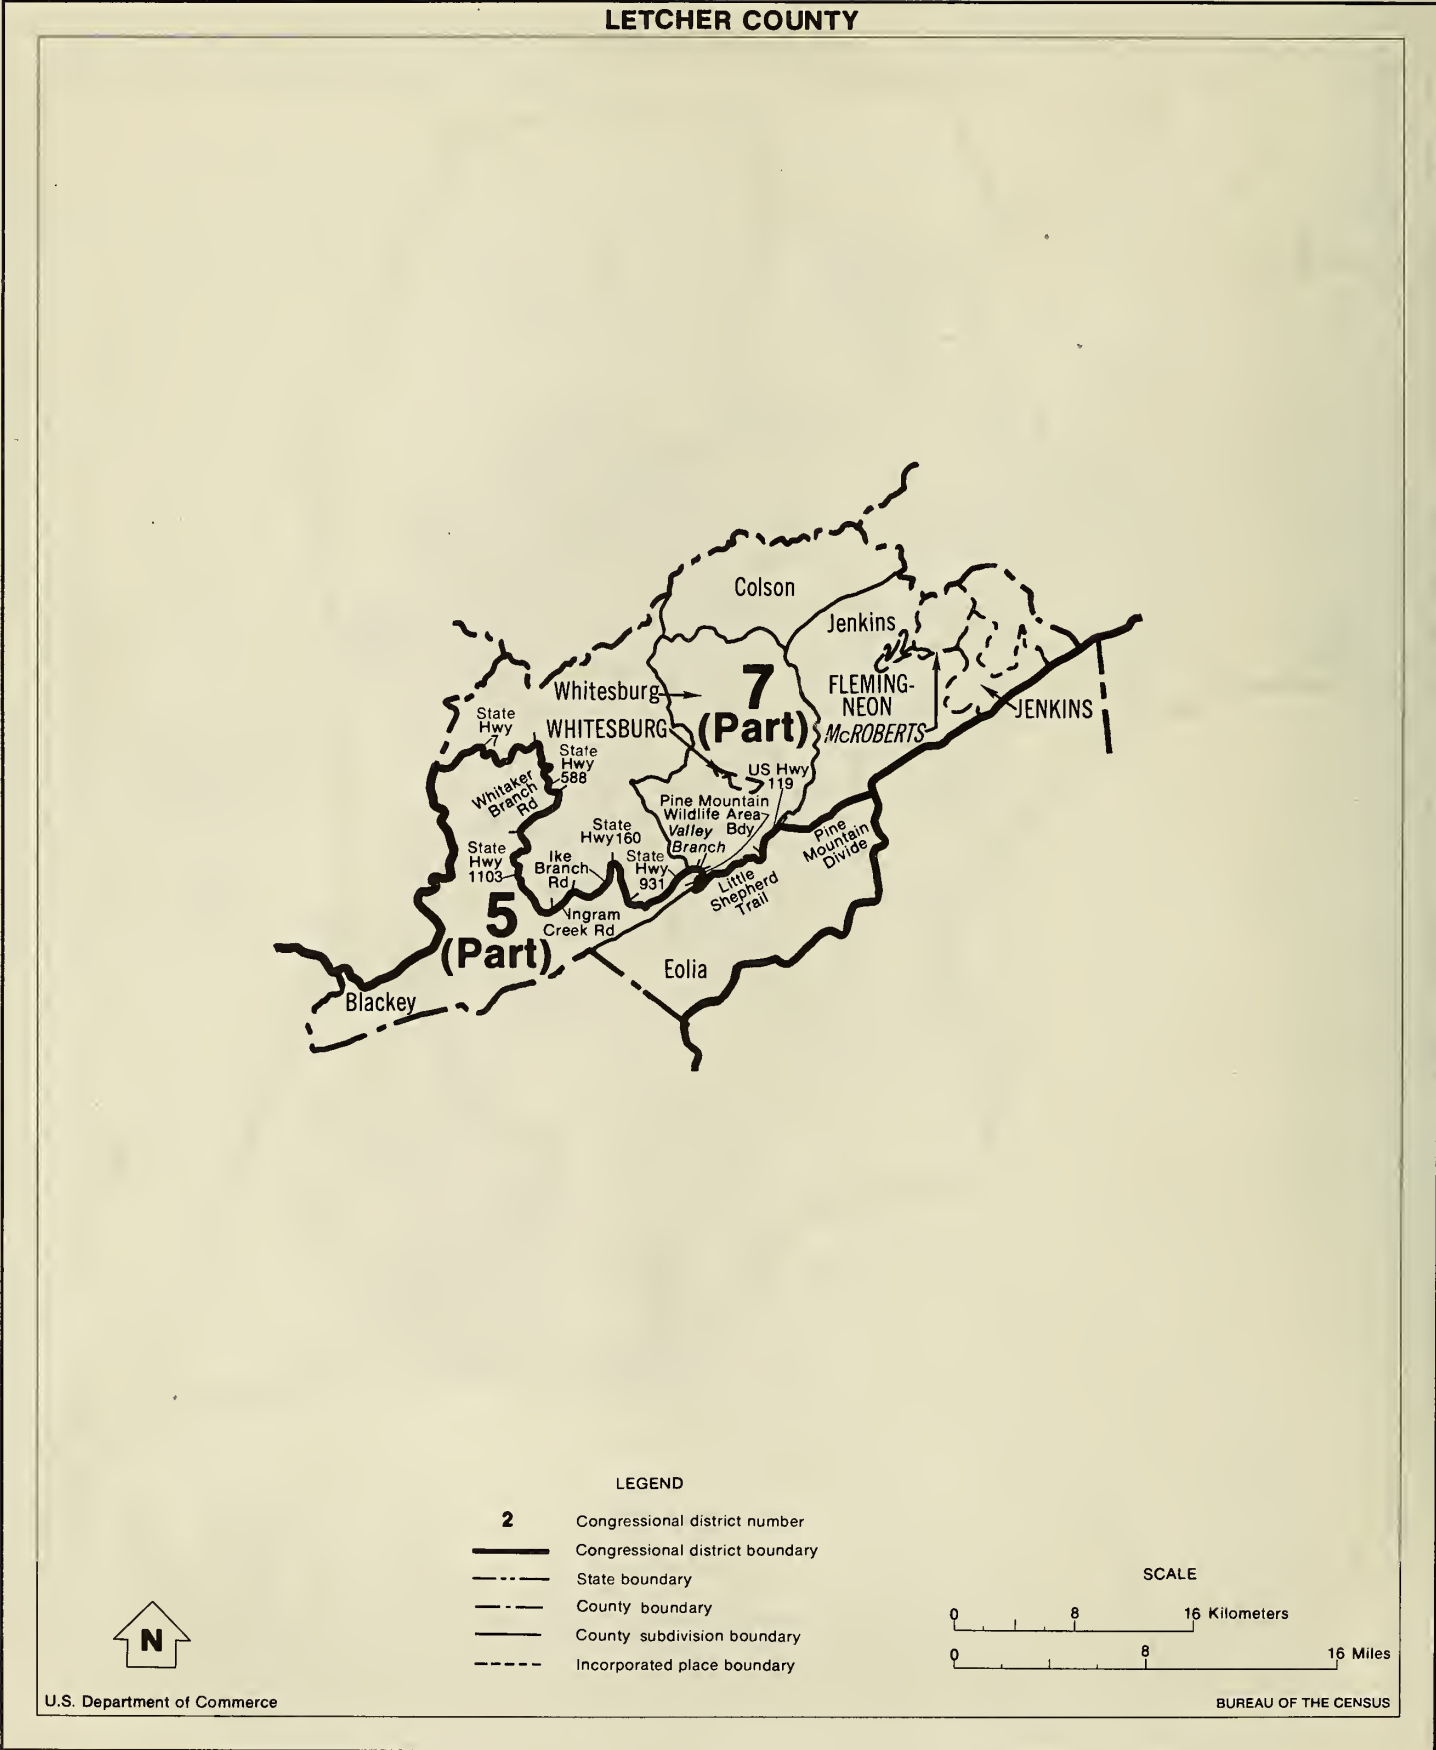 LETCHER COUNTY
Colson
Jenkins
Whitesburg
7
(Part)
FLEMING-
NEON
McROBERTS
JENKINS
WHITESBURG
State
Hwy
7
State
Hwy
588
Whitaker
Branch
Rd
US Hwy
119
Pine Mountain
Wildlife Area
Bdy
Valley
Branch
Pine
Mountain
Divide
State
Hwy 160
State
Hwy
1103
Ike
Branch
Rd
State
Hwy
931
Little
Shepherd
Trail
5
(Part)
Ingram
Creek Rd
Eolia
Blackey
LEGEND
2 Congressional district number
Congressional district boundary
State boundary
County boundary
County subdivision boundary
Incorporated place boundary
SCALE
0 8 16 Kilometers
0 8 16 Miles
N
U.S. Department of Commerce
BUREAU OF THE CENSUS